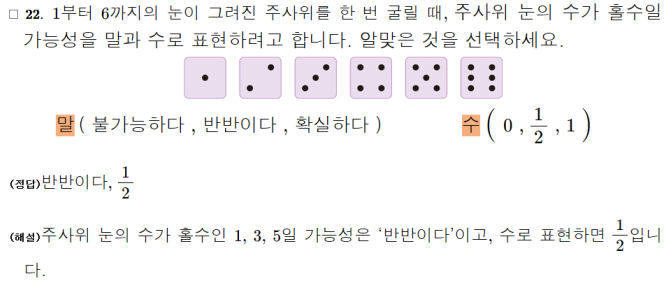 □ 22. 1부터 6까지의 눈이 그려진 주사위를 한 번 굴릴 때, 주사위 눈의 수가 홀수일
가능성을 말과 수로 표현하려고 합니다. 알맞은 것을 선택하세요.
말 ( 불가능하다 , 반반이다 , 확실하다 ) 수 ( 0 , 1/2 , 1 )
(정답)반반이다, 1/2
(해설)주사위 눈의 수가 홀수인 1, 3, 5일 가능성은 ‘반반이다’이고, 수로 표현하면 1/2입니
다.